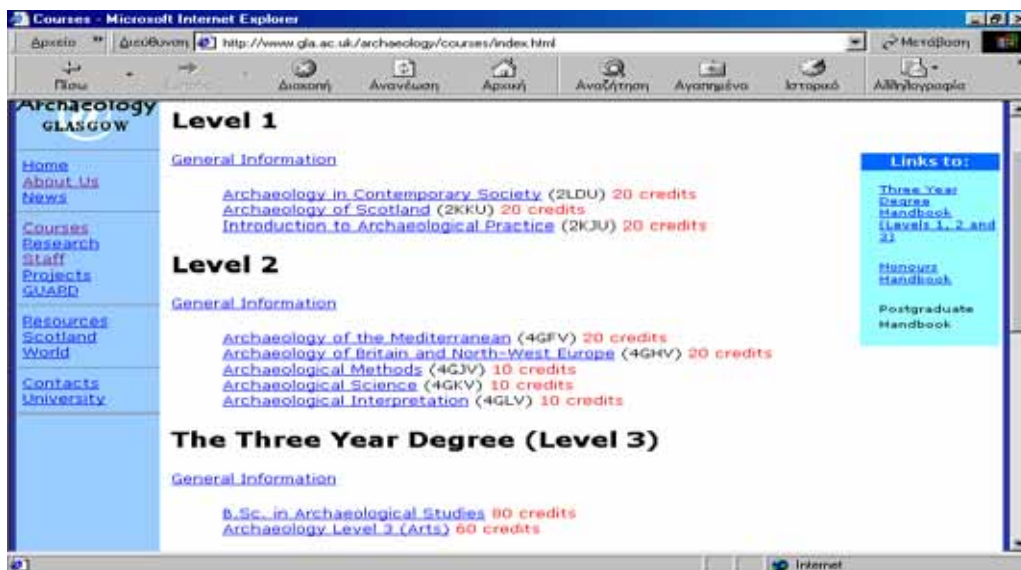 Courses - Microsoft Internet Explorer
Αρχείο » Διεύθυνση http://www.gla.ac.uk/archaeology/courses/index.html Μετάβαση
Πίσω Διακοπή Ανανέωση Αρχική Αναζήτηση Αγαπημένα Ιστορικό Αλληλογραφία
Archaeology
GLASGOW
Home
About Us
News
Courses
Research
Staff
Projects
GUARD
Resources
Scotland
World
Contacts
University
Level 1
General Information
Archaeology in Contemporary Society (2LDU) 20 credits
Archaeology of Scotland (2KKU) 20 credits
Introduction to Archaeological Practice (2KJU) 20 credits
Level 2
General Information
Archaeology of the Mediterranean (4GFV) 20 credits
Archaeology of Britain and North-West Europe (4GHV) 20 credits
Archaeological Methods (4GJV) 10 credits
Archaeological Science (4GKV) 10 credits
Archaeological Interpretation (4GLV) 10 credits
The Three Year Degree (Level 3)
General Information
B.Sc. in Archaeological Studies 80 credits
Archaeology Level 3 (Arts) 60 credits
Links to:
Three Year
Degree
Handbook
(Levels 1, 2 and
3)
Honours
Handbook
Postgraduate
Handbook
Internet